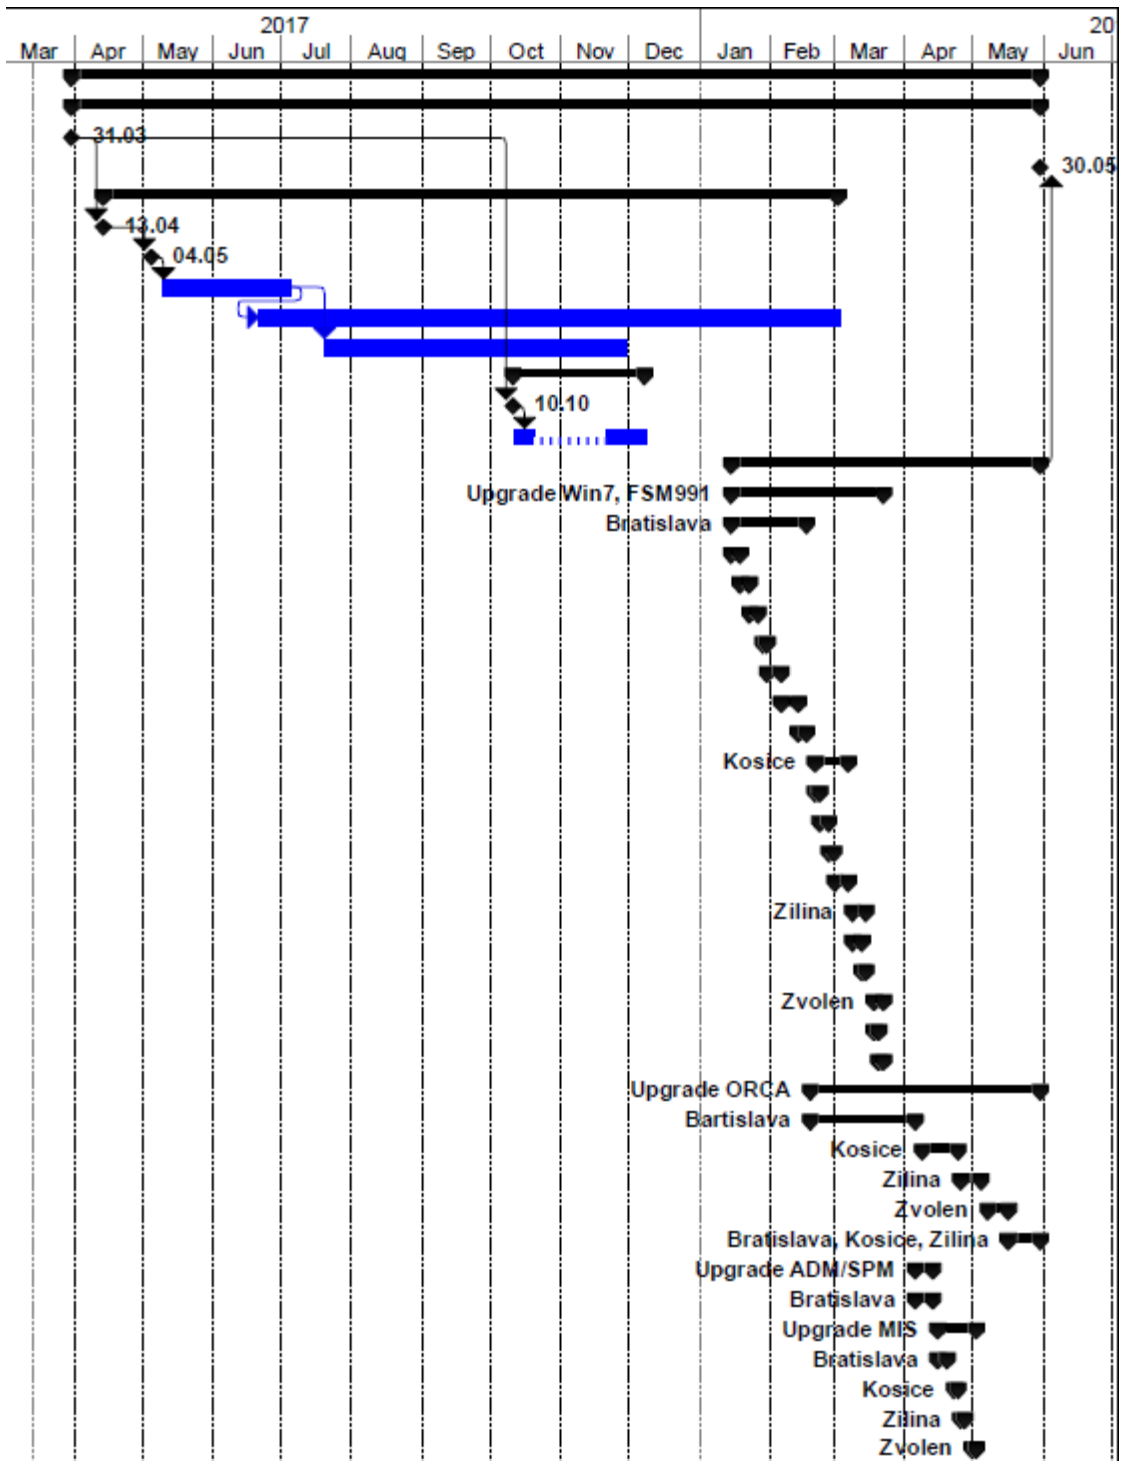 2017
20
Mar Apr May Jun Jul Aug Sep Oct Nov Dec Jan Feb Mar Apr May Jun
31.03
30.05
13.04
04.05
10.10
Upgrade Win7, FSM991
Bratislava
Kosice
Zilina
Zvolen
Upgrade ORCA
Bartislava
Kosice
Zilina
Zvolen
Bratislava, Kosice, Zilina
Upgrade ADM/SPM
Bratislava
Upgrade MIS
Bratislava
Kosice
Zilina
Zvolen